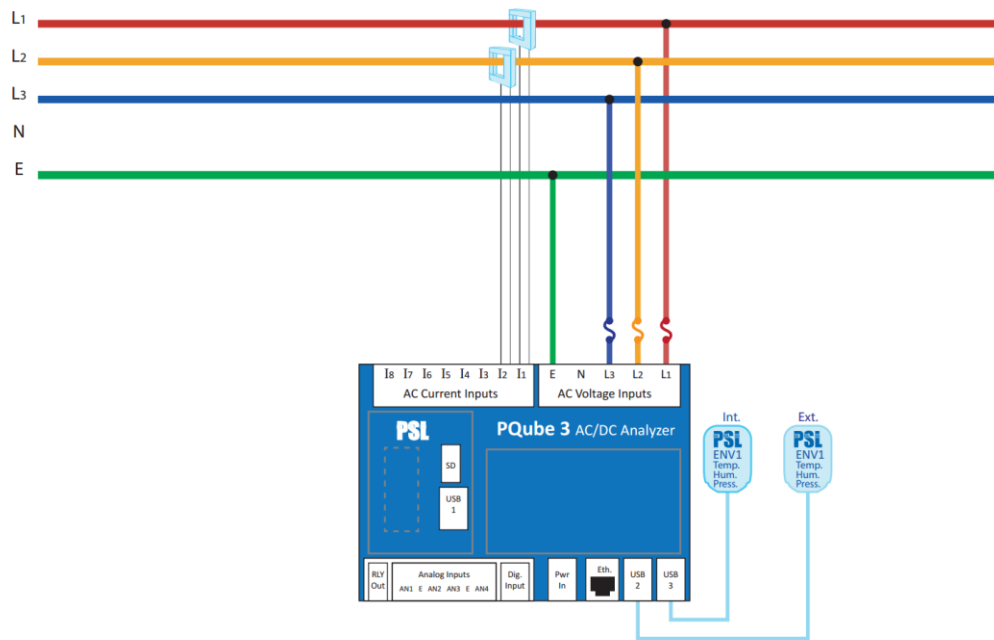 L1
L2
L3
N
E
I8 I7 I6 I5 I4 I3 I2 I1
AC Current Inputs
E N L3 L2 L1
AC Voltage Inputs
PSL
PQube 3 AC/DC Analyzer
SD
USB
1
Int.
PSL
ENV1
Temp.
Hum.
Press.
Ext.
PSL
ENV1
Temp.
Hum.
Press.
RLY
Out
Analog Inputs
AN1 E AN2 AN3 E AN4
Dig.
Input
Pwr
In
Eth.
USB
2
USB
3